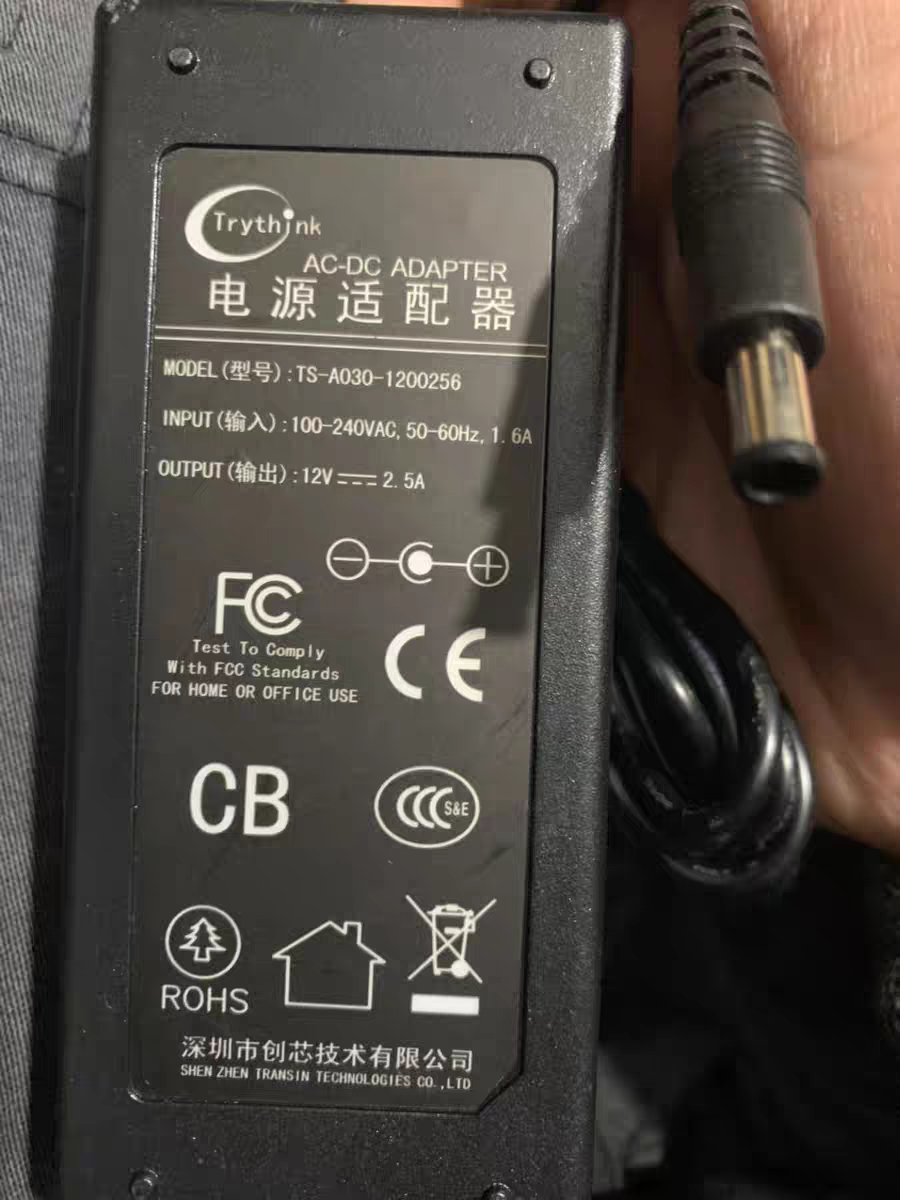 Trythink
AC-DC ADAPTER
电源适配器
MODEL(型号):TS-A030-1200256
INPUT(输入):100-240VAC,50-60Hz,1.6A
OUTPUT(输出):12V 2.5A
FC
Test To Comply
With FCC Standards
FOR HOME OR OFFICE USE
CE
CB
CCC S&E
ROHS
深圳市创芯技术有限公司
SHEN ZHEN TRANSIN TECHNOLOGIES CO.,LTD